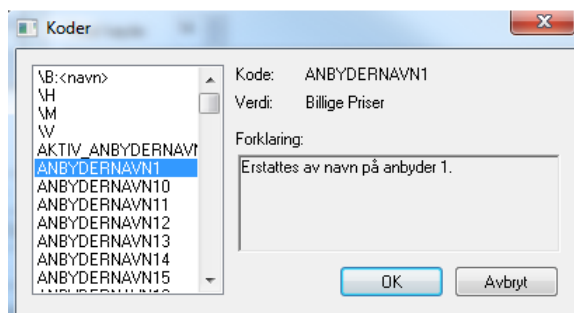 Koder
\B:<navn>
\H
\M
\V
AKTIV_ANBYDERNAV
ANBYDERNAVN1
ANBYDERNAVN10
ANBYDERNAVN11
ANBYDERNAVN12
ANBYDERNAVN13
ANBYDERNAVN14
ANBYDERNAVN15
Kode: ANBYDERNAVN1
Verdi: Billige Priser
Forklaring:
Erstattes av navn på anbyder 1.
OK Avbryt